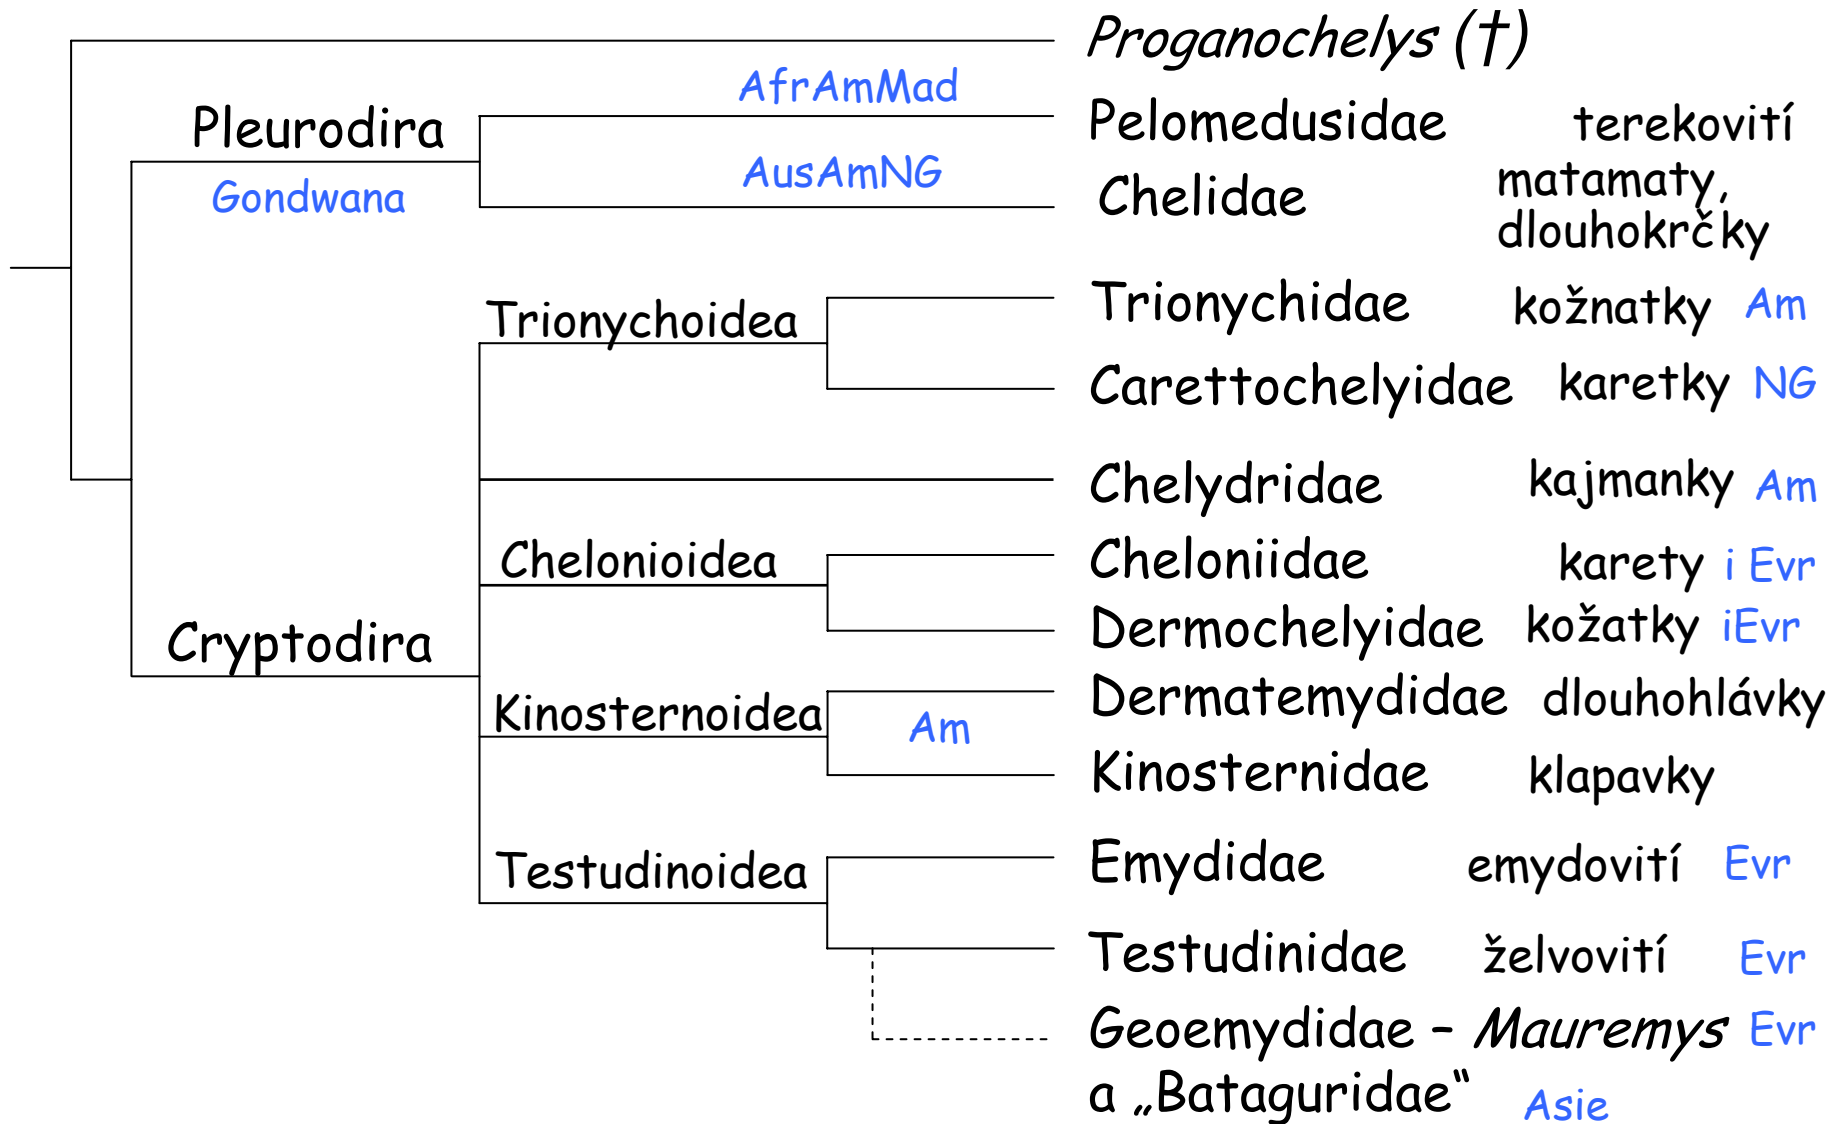 Proganochelys (†)
AfrAmMad
Pleurodira
Pelomedusidae terekovití
Gondwana
AusAmNG
Chelidae matamaty,
dlouhokrčky
Trionychoidea
Trionychidae kožnatky Am
Carettochelyidae karetky NG
Chelydridae kajmanky Am
Chelonioidea
Cheloniidae karety i Evr
Cryptodira
Dermochelyidae kožatky iEvr
Kinosternoidea
Am
Dermatemydidae dlouhohlávky
Kinosternidae klapavky
Testudinoidea
Emydidae emydovití Evr
Testudinidae želvovití Evr
Geoemydidae – Mauremys Evr
a „Bataguridae“ Asie